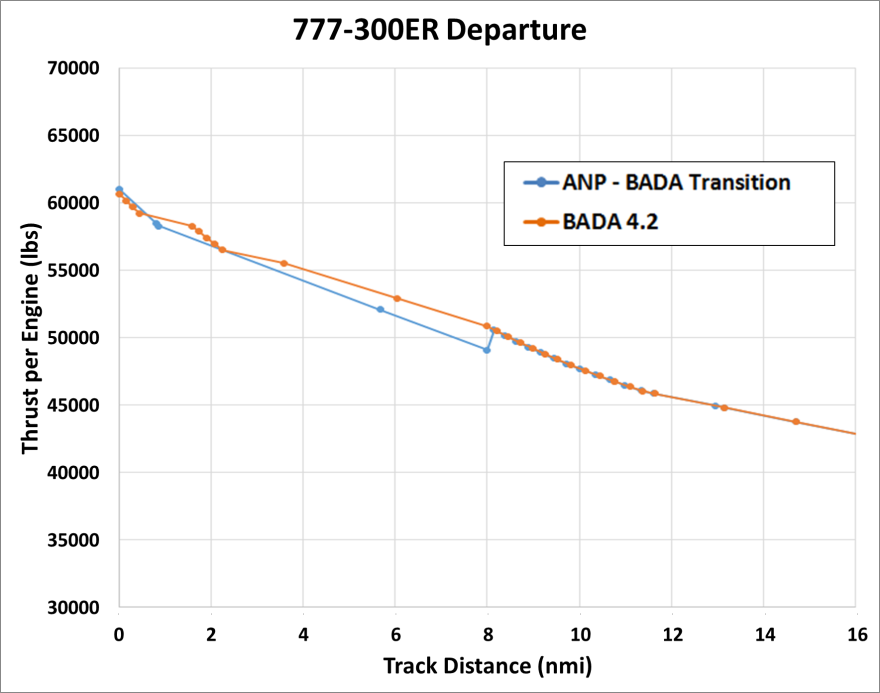 777-300ER Departure
70000
65000
60000
55000
50000
45000
40000
35000
30000
Thrust per Engine (lbs)
ANP - BADA Transition
BADA 4.2
0 2 4 6 8 10 12 14 16
Track Distance (nmi)